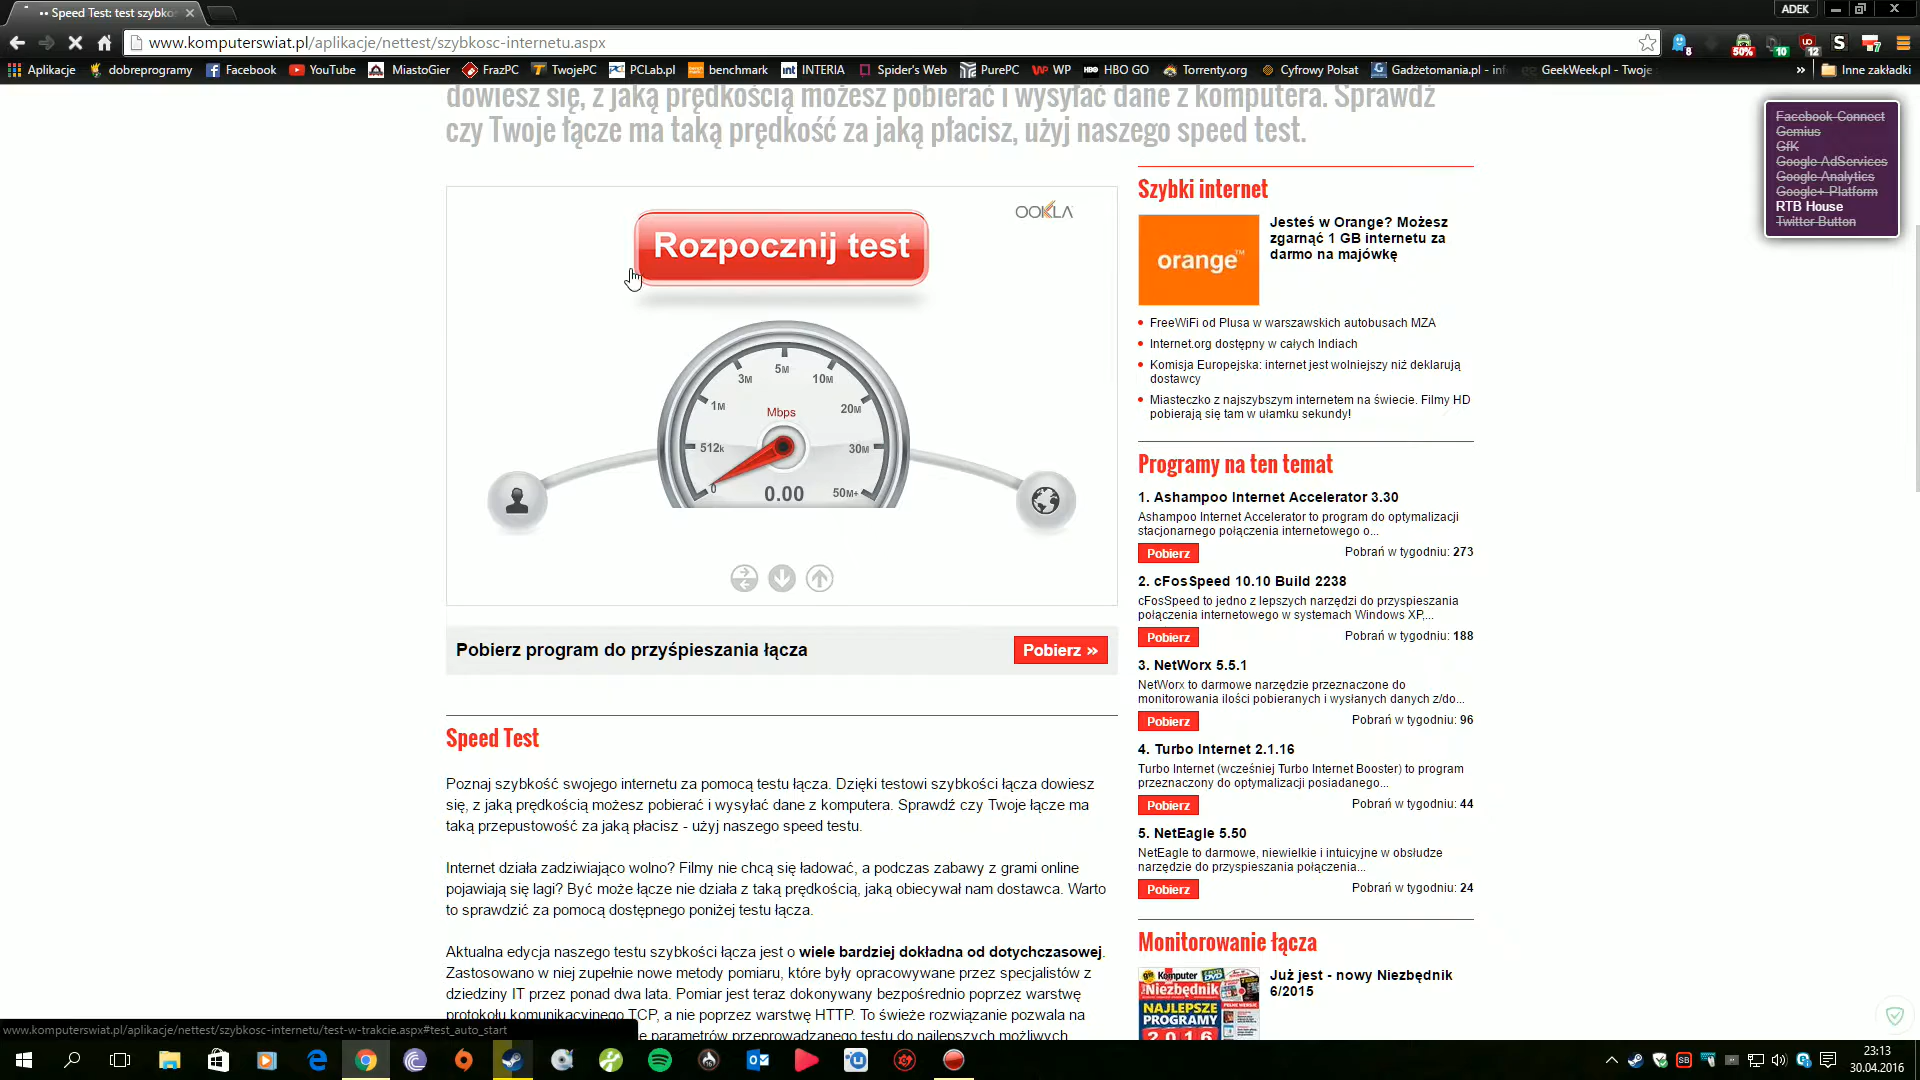 Speed Test: test szybko
ADEK
www.komputerswiat.pl/aplikacje/nettest/szybkosc-internetu.aspx
8
50%
10
12
S
7
Aplikacje
dobreprogramy
Facebook
YouTube
MiastoGier
FrazPC
TwojePC
PCLab.pl
benchmark
int INTERIA
Spider's Web
PurePC
WP
HBO HBO GO
Torrenty.org
Cyfrowy Polsat
Gadżetomania.pl - inf
GeekWeek.pl - Twoje
»
Inne zakładki
dowiesz się, z jaką prędkością możesz pobierać i wysyłać dane z komputera. Sprawdź
czy Twoje łącze ma taką prędkość za jaką płacisz, użyj naszego speed test.
Facebook Connect
Gemius
GfK
Google AdServices
Google Analytics
Google+ Platform
RTB House
Twitter Button
Rozpocznij test
OOKLA
5M
3M
10M
1M
20M
Mbps
512k
30M
0
0.00
50M+
Pobierz program do przyśpieszania łącza
Pobierz »
Speed Test
Poznaj szybkość swojego internetu za pomocą testu łącza. Dzięki testowi szybkości łącza dowiesz
się, z jaką prędkością możesz pobierać i wysyłać dane z komputera. Sprawdź czy Twoje łącze ma
taką przepustowość za jaką płacisz - użyj naszego speed testu.
Internet działa zadziwiająco wolno? Filmy nie chcą się ładować, a podczas zabawy z grami online
pojawiają się lagi? Być może łącze nie działa z taką prędkością, jaką obiecywał nam dostawca. Warto
to sprawdzić za pomocą dostępnego poniżej testu łącza.
Aktualna edycja naszego testu szybkości łącza jest o wiele bardziej dokładna od dotychczasowej.
Zastosowano w niej zupełnie nowe metody pomiaru, które były opracowywane przez specjalistów z
dziedziny IT przez ponad dwa lata. Pomiar jest teraz dokonywany bezpośrednio poprzez warstwę
protokołu komunikacyjnego TCP, a nie poprzez warstwę HTTP. To świeże rozwiązanie pozwala na
parametrów przeprowadzanego testu do najlepszych możliwych
Szybki internet
orange™
Jesteś w Orange? Możesz
zgarnąć 1 GB internetu za
darmo na majówkę
FreeWiFi od Plusa w warszawskich autobusach MZA
Internet.org dostępny w całych Indiach
Komisja Europejska: internet jest wolniejszy niż deklarują
dostawcy
Miasteczko z najszybszym internetem na świecie. Filmy HD
pobierają się tam w ułamku sekundy!
Programy na ten temat
1. Ashampoo Internet Accelerator 3.30
Ashampoo Internet Accelerator to program do optymalizacji
stacjonarnego połączenia internetowego o...
Pobierz Pobrań w tygodniu: 273
2. cFosSpeed 10.10 Build 2238
cFosSpeed to jedno z lepszych narzędzi do przyspieszania
połączenia internetowego w systemach Windows XP,...
Pobierz Pobrań w tygodniu: 188
3. NetWorx 5.5.1
NetWorx to darmowe narzędzie przeznaczone do
monitorowania ilości pobieranych i wysłanych danych z/do...
Pobierz Pobrań w tygodniu: 96
4. Turbo Internet 2.1.16
Turbo Internet (wcześniej Turbo Internet Booster) to program
przeznaczony do optymalizacji posiadanego...
Pobierz Pobrań w tygodniu: 44
5. NetEagle 5.50
NetEagle to darmowe, niewielkie i intuicyjne w obsłudze
narzędzie do przyspieszania połączenia...
Pobierz Pobrań w tygodniu: 24
Monitorowanie łącza
Komputer
Niezbędnik
NAJLEPSZE
PROGRAMY
2016
Już jest - nowy Niezbędnik
6/2015
www.komputerswiat.pl/aplikacje/nettest/szybkosc-internetu/test-w-trakcie.aspx#test_auto_start
23:13
30.04.2016